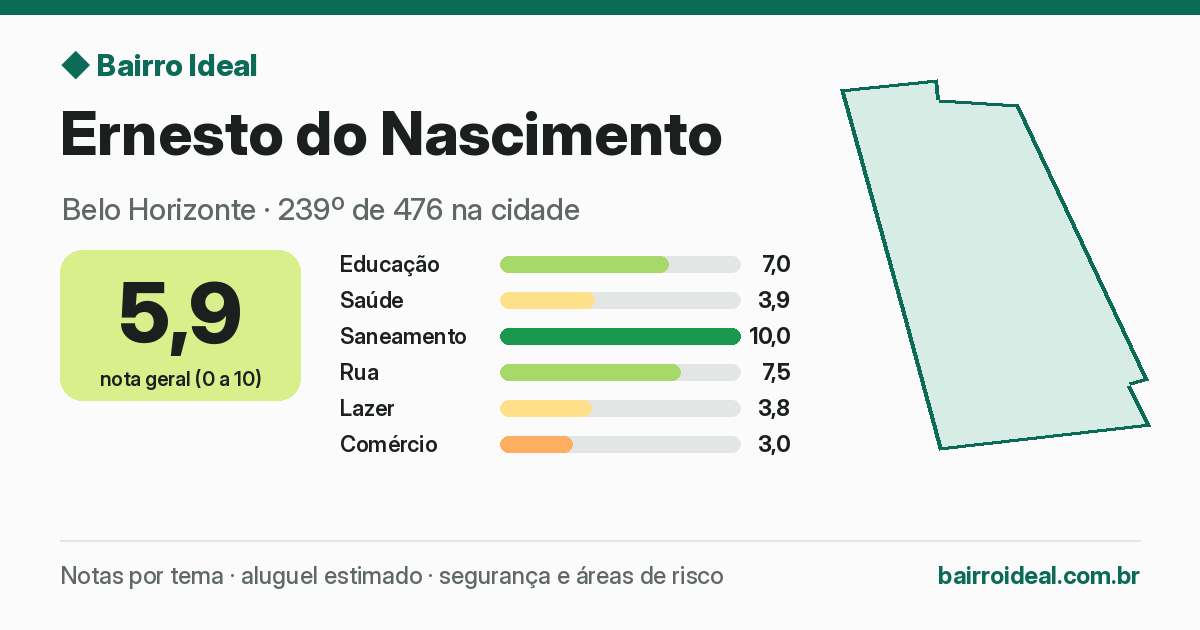 Bairro Ideal
Ernesto do Nascimento
Belo Horizonte · 239º de 476 na cidade
5,9
nota geral (0 a 10)
Educação 7,0
Saúde 3,9
Saneamento 10,0
Rua 7,5
Lazer 3,8
Comércio 3,0
Notas por tema · aluguel estimado · segurança e áreas de risco
bairroideal.com.br